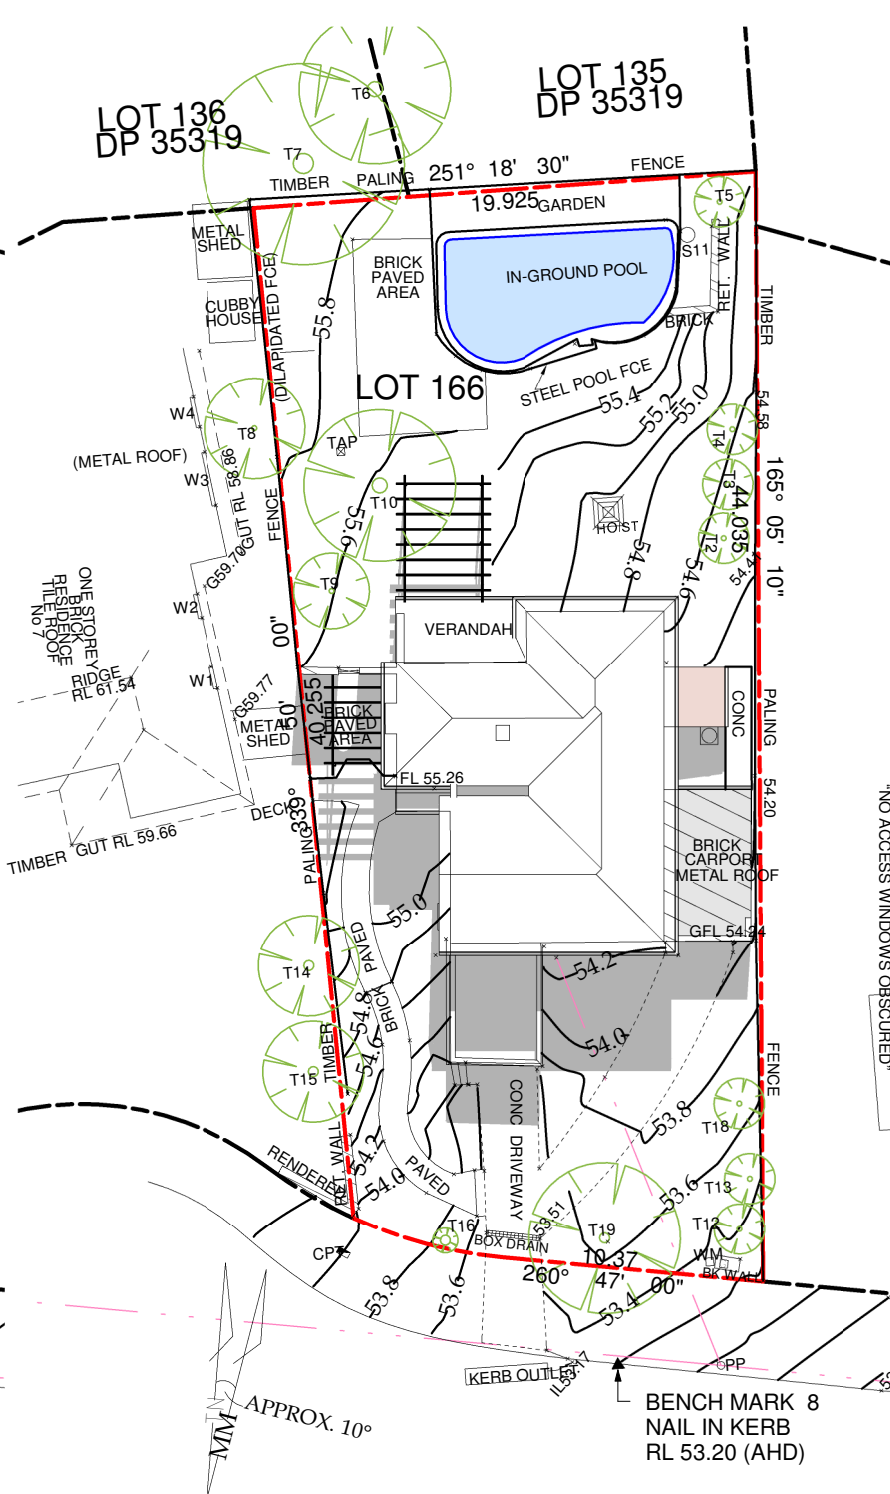 LOT 136
DP 35319
LOT 135
DP 35319
T6
T7
TIMBER
PALING
251° 18' 30"
FENCE
19.925
GARDEN
T5
METAL
SHED
BRICK
PAVED
AREA
IN-GROUND POOL
S11
RET. WALL
CUBBY
HOUSE
(DILAPIDATED FCE)
55.8
BRICK
TIMBER
STEEL POOL FCE
LOT 166
55.4
55.2
55.0
54.58
W4
T8
TAP
T4
(METAL ROOF)
GUT RL 58.86
W3
T3
T10
44.035
165° 05' 10"
FENCE
55.6
HOIST
T2
G59.70
54.8
54.6
T9
ONE STOREY
BRICK
RESIDENCE
TILE ROOF
No 7
W2
00"
VERANDAH
RIDGE
RL 61.54
W1
G59.77
50'
40.255
BRICK
PAVED
AREA
METAL
SHED
CONC
PALING
FL 55.26
54.20
DECK
339°
TIMBER
GUT RL 59.66
PALING
BRICK
CARPORT
METAL ROOF
"NO ACCESS WINDOWS OBSCURED"
55.0
GFL 54.24
BRICK
PAVED
T14
54.2
54.8
54.0
TIMBER
54.6
T15
FENCE
CONC DRIVEWAY
53.8
T18
RET. WALL
54.2
RENDERED
54.0
PAVED
53.6
T13
T16
53.51
T19
T12
BOX DRAIN
WM
CPT
10.37
BK WALL
260° 47' 00"
53.8
53.6
53.4
KERB OUTLET
IL53.17
PP
APPROX. 10°
MM
BENCH MARK 8
NAIL IN KERB
RL 53.20 (AHD)